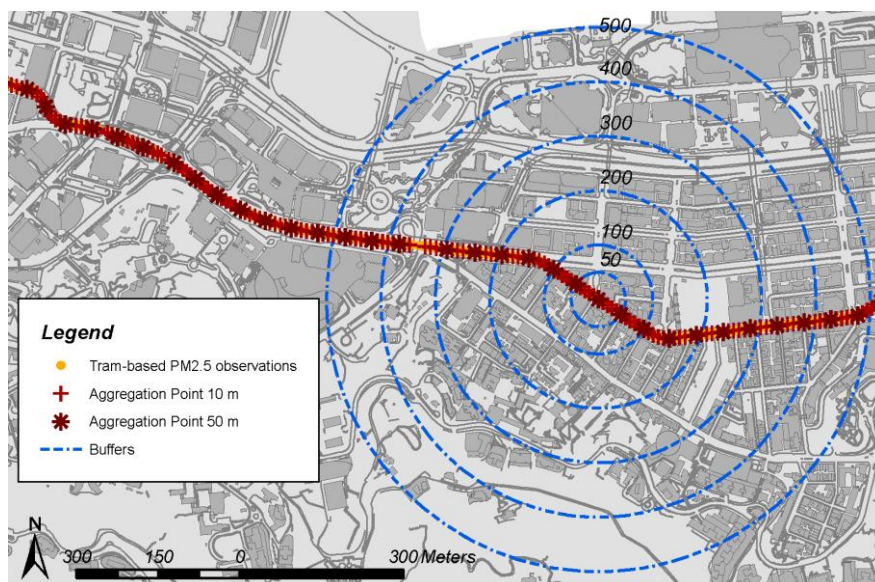 500
400
300
200
100
50
Legend
Tram-based PM2.5 observations
Aggregation Point 10 m
Aggregation Point 50 m
Buffers
N
300 150 0 300 Meters